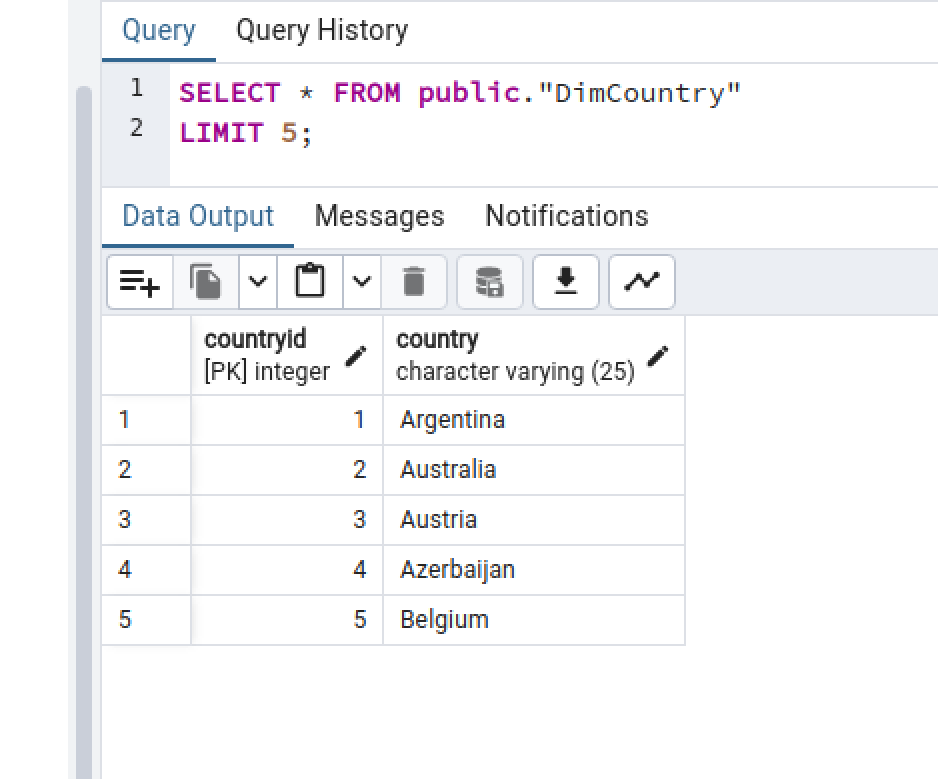 Query Query History
1 SELECT * FROM public."DimCountry"
2 LIMIT 5;
Data Output Messages Notifications
countryid country
[PK] integer character varying (25)
1 1 Argentina
2 2 Australia
3 3 Austria
4 4 Azerbaijan
5 5 Belgium